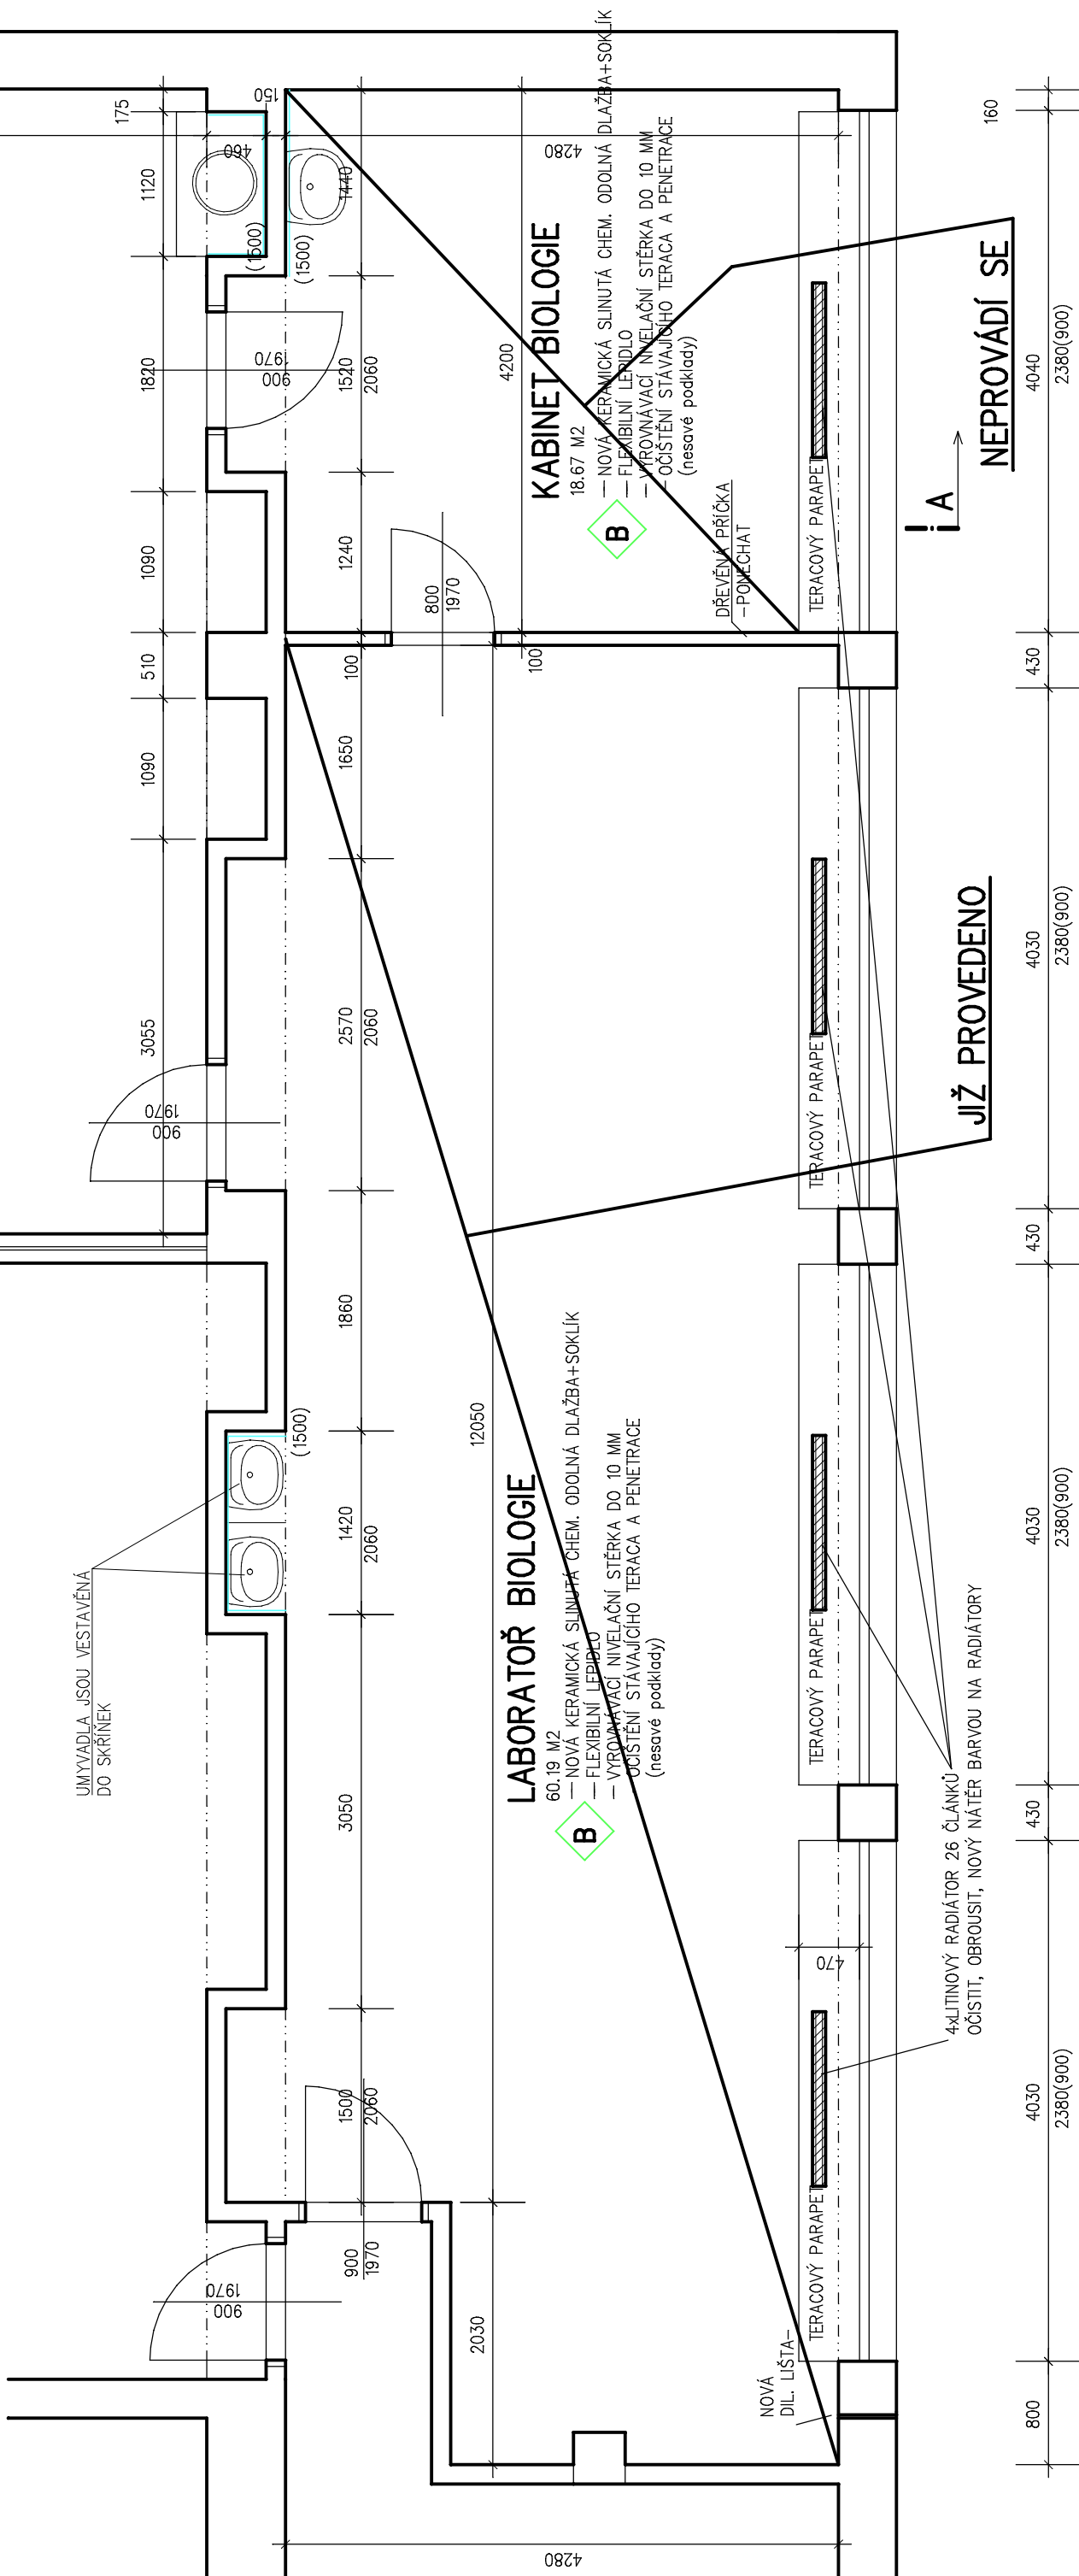 KABINET BIOLOGIE
18.67 M2
NOVÁ KERAMICKÁ SLINUTÁ CHEM. ODOLNÁ DLAŽBA+SOKLÍK
FLEXIBILNÍ LEPIDLO
VYROVNÁVACÍ NIVELAČNÍ STĚRKA DO 10 MM
OČIŠTĚNÍ STÁVAJÍCÍHO TERACA A PENETRACE
(nesavé podklady)
B
DŘEVĚNÁ PŘÍČKA
-PONECHAT
NEPROVÁDÍ SE
A
LABORATOŘ BIOLOGIE
60.19 M2
NOVÁ KERAMICKÁ SLINUTÁ CHEM. ODOLNÁ DLAŽBA+SOKLÍK
FLEXIBILNÍ LEPIDLO
VYROVNÁVACÍ NIVELAČNÍ STĚRKA DO 10 MM
OČIŠTĚNÍ STÁVAJÍCÍHO TERACA A PENETRACE
(nesavé podklady)
B
JIŽ PROVEDENO
UMYVADLA JSOU VESTAVĚNÁ
DO SKŘÍNĚK
TERACOVÝ PARAPET
TERACOVÝ PARAPET
TERACOVÝ PARAPET
TERACOVÝ PARAPET
4xLITINOVÝ RADIÁTOR 26 ČLÁNKŮ
OČISTIT, OBROUSIT, NOVÝ NÁTĚR BARVOU NA RADIÁTORY
NOVÁ
DIL. LIŠTA
3055
1090
510
1090
1820
1120
175
900
1970
900
1970
900
1970
900
1970
800
1970
460
150
(1500)
(1500)
(1500)
1500
2060
3050
1420
2060
1860
2570
2060
1650
100
1240
1520
2060
1440
2030
12050
100
4200
4280
4280
470
800
4030
2380(900)
430
4030
2380(900)
430
4030
2380(900)
430
4040
2380(900)
160